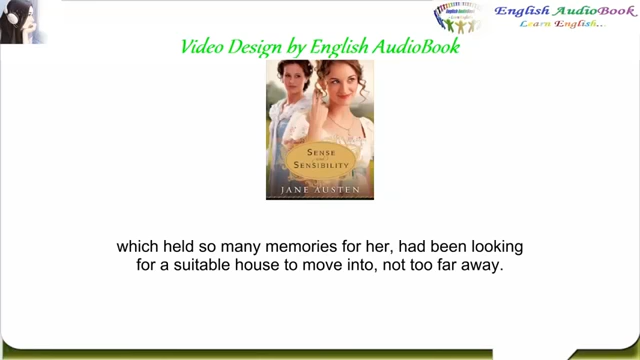 English AudioBook
Learn English...
Video Design by English AudioBook
SENSE
and
SENSIBILITY
JANE AUSTEN
which held so many memories for her, had been looking
for a suitable house to move into, not too far away.